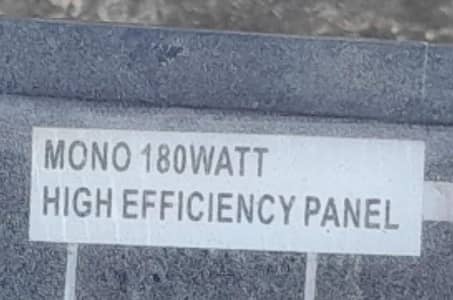 MONO 180WATT
HIGH EFFICIENCY PANEL